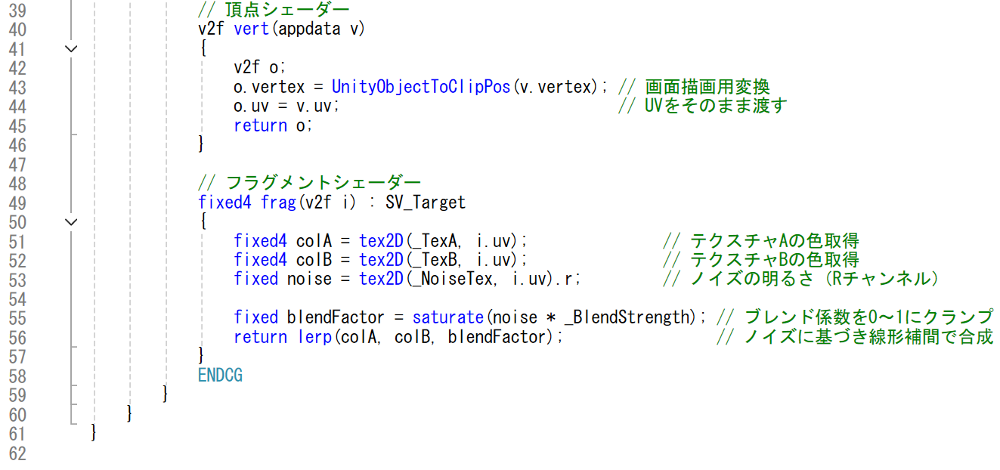 39 // 頂点シェーダー
40 v2f vert(appdata v)
41 {
42 v2f o;
43 o.vertex = UnityObjectToClipPos(v.vertex); // 画面描画用変換
44 o.uv = v.uv; // UVをそのまま渡す
45 return o;
46 }
47
48 // フラグメントシェーダー
49 fixed4 frag(v2f i) : SV_Target
50 {
51 fixed4 colA = tex2D(_TexA, i.uv); // テクスチャAの色取得
52 fixed4 colB = tex2D(_TexB, i.uv); // テクスチャBの色取得
53 fixed noise = tex2D(_NoiseTex, i.uv).r; // ノイズの明るさ（Rチャンネル）
54
55 fixed blendFactor = saturate(noise * _BlendStrength); // ブレンド係数を0～1にクランプ
56 return lerp(colA, colB, blendFactor); // ノイズに基づき線形補間で合成
57 }
58 ENDCG
59 }
60 }
61 }
62